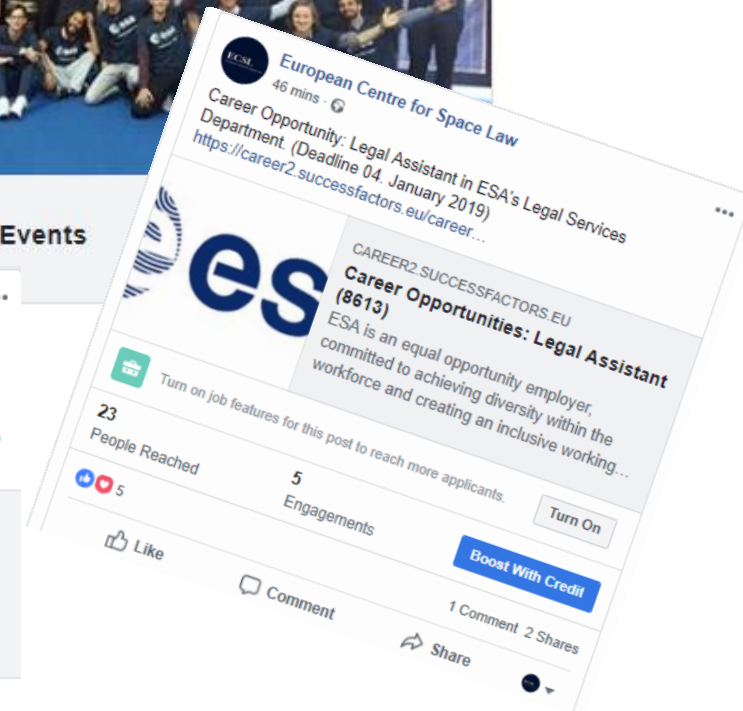 Events
ECSL
European Centre for Space Law
46 mins ·
Career Opportunity: Legal Assistant in ESA's Legal Services
Department. (Deadline 04. January 2019)
https://career2.successfactors.eu/career...
es
CAREER2.SUCCESSFACTORS.EU
Career Opportunities: Legal Assistant
(8613)
ESA is an equal opportunity employer,
committed to achieving diversity within the
workforce and creating an inclusive working...
Turn on job features for this post to reach more applicants.
Turn On
23
People Reached
5
Engagements
Boost With Credit
5
1 Comment 2 Shares
Like
Comment
Share